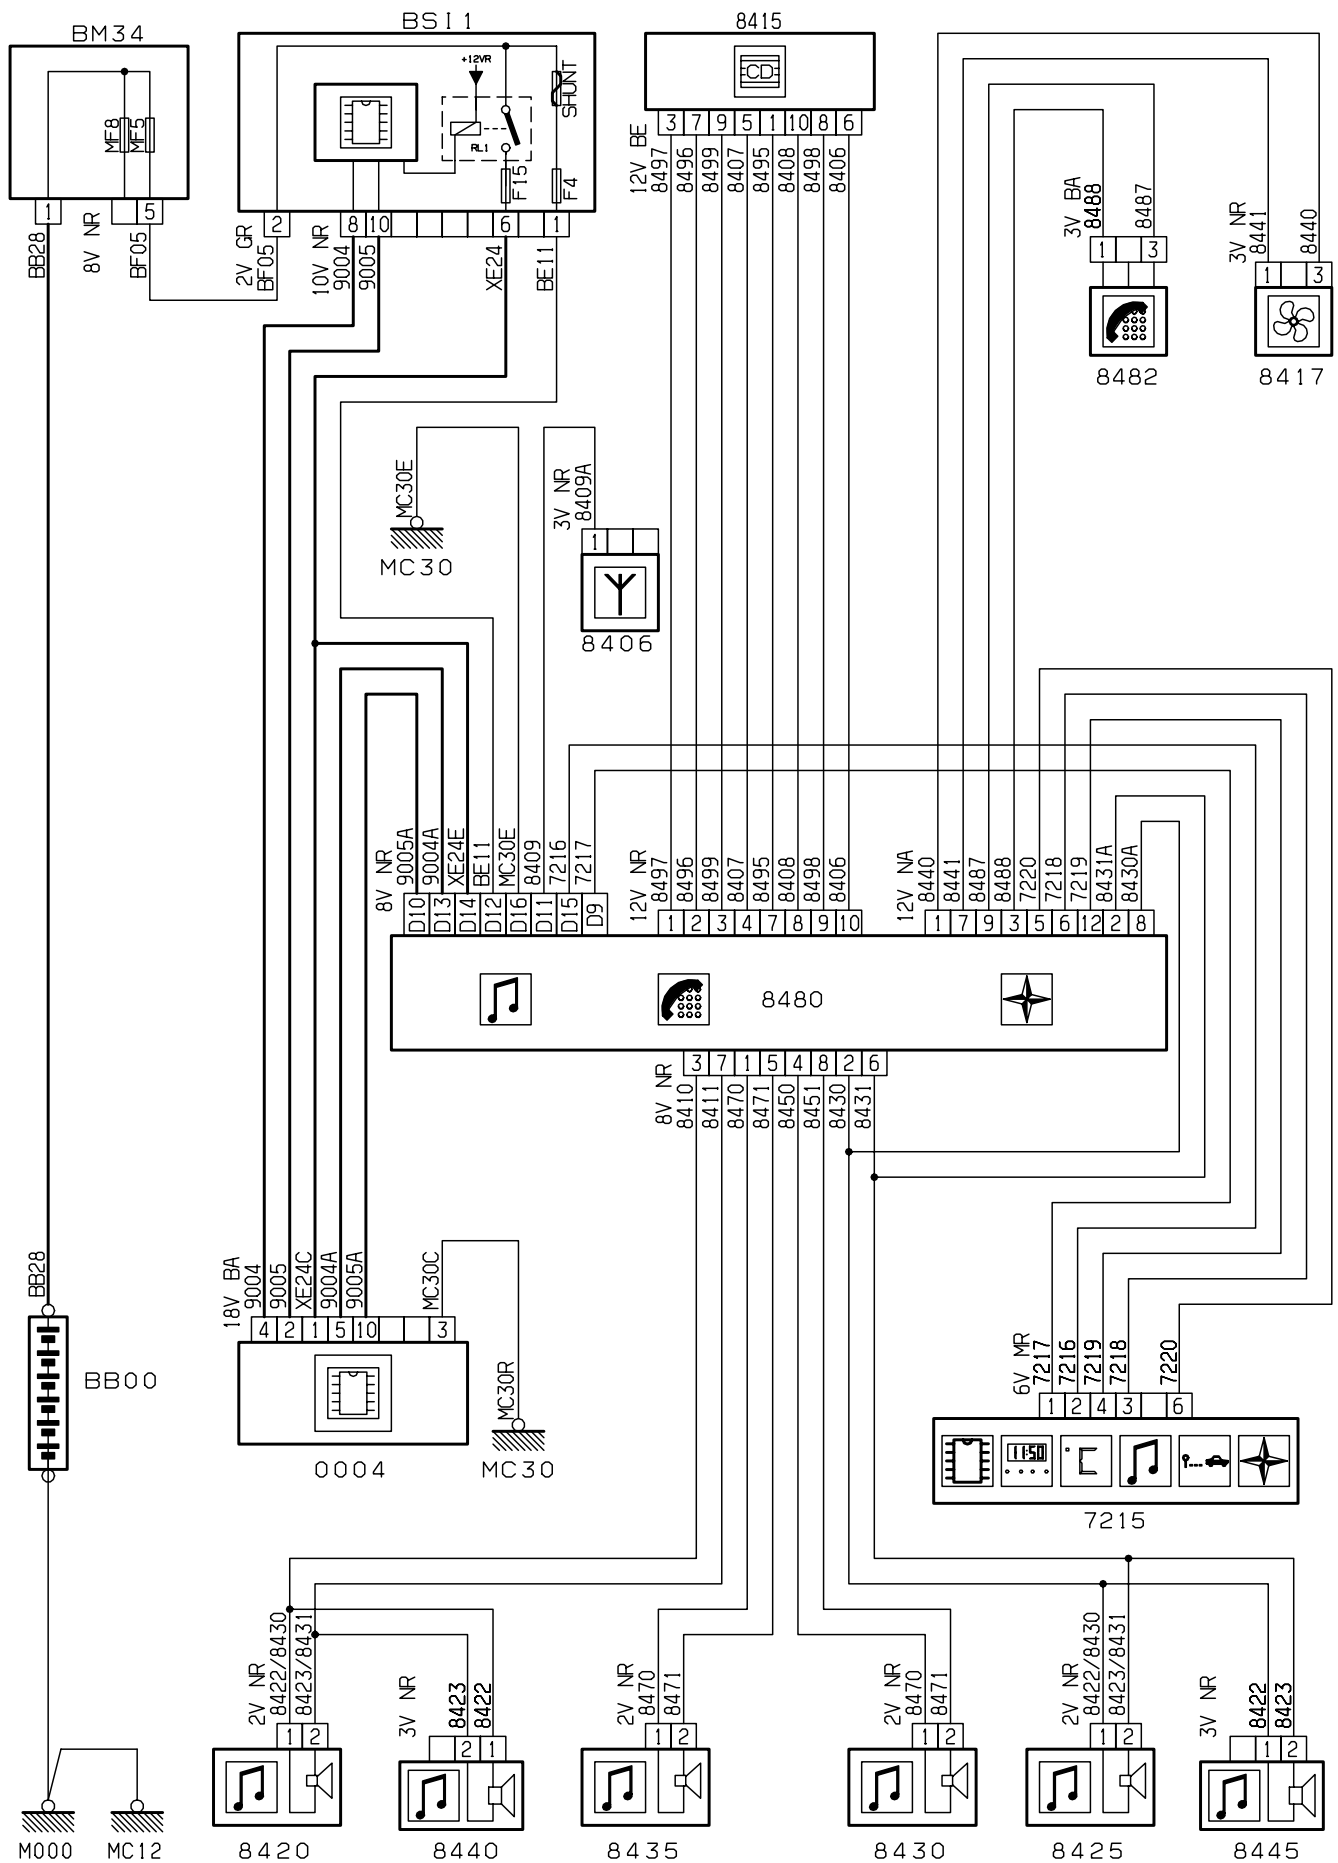 BM34
BSI1
8415
+12VR
SHUNT
CD
MF8
MF5
RL1
F15
F4
3 7 9 5 1 10 8 6
1
5
2
8 10
6
1
BB28
8V NR
BF05
2V GR
BF05
10V NR
9004
9005
XE24
BE11
12V BE
8497
8496
8499
8407
8495
8408
8498
8406
3V BA
8488
8487
1 3
8482
3V NR
8441
8440
1 3
8417
MC30E
MC30
3V NR
8409A
1
8406
8V NR
9005A
9004A
XE24E
BE11
MC30E
8409
7216
7217
D10 D13 D14 D12 D16 D11 D15 D9
12V NR
8497
8496
8499
8407
8495
8408
8498
8406
1 2 3 4 7 8 9 10
12V NA
8440
8441
8487
8488
7220
7218
7219
8431A
8430A
1 7 9 3 5 6 12 2 8
8480
3 7 1 5 4 8 2 6
8V NR
8410
8411
8470
8471
8450
8451
8430
8431
BB28
BB00
18V BA
9004
9005
XE24C
9004A
9005A
MC30C
4 2 1 5 10 3
0004
MC30R
MC30
6V MR
7217
7216
7219
7218
7220
1 2 4 3 6
11:50
°C
7215
2V NR
8422/8430
8423/8431
1 2
8420
3V NR
8423
8422
2 1
8440
2V NR
8470
8471
1 2
8435
2V NR
8470
8471
1 2
8430
2V NR
8422/8430
8423/8431
1 2
8425
3V NR
8422
8423
1 2
8445
M000
MC12